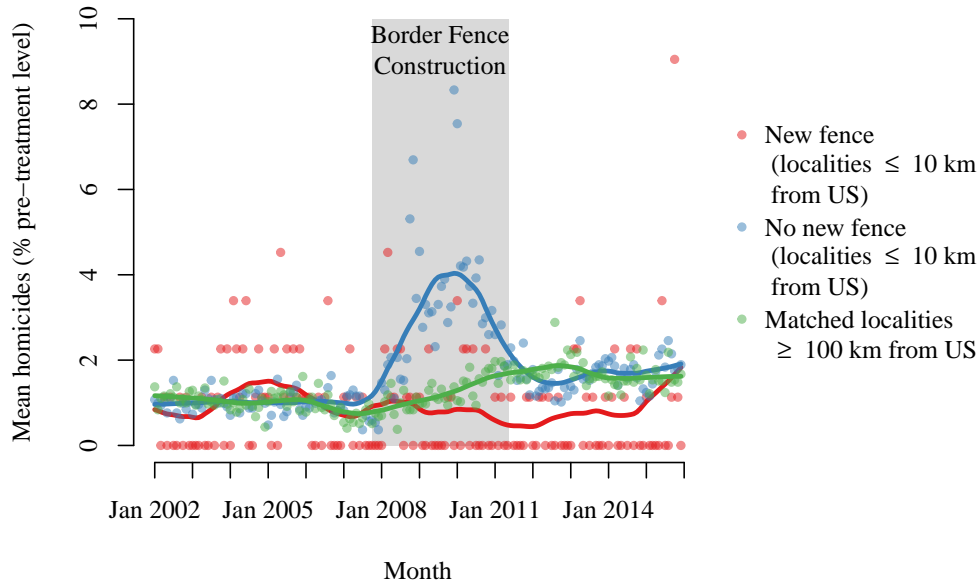 Border Fence
Construction
Mean homicides (% pre−treatment level)
10
8
6
4
2
0
Jan 2002 Jan 2005 Jan 2008 Jan 2011 Jan 2014
Month
New fence
(localities ≤ 10 km
from US)
No new fence
(localities ≤ 10 km
from US)
Matched localities
≥ 100 km from US